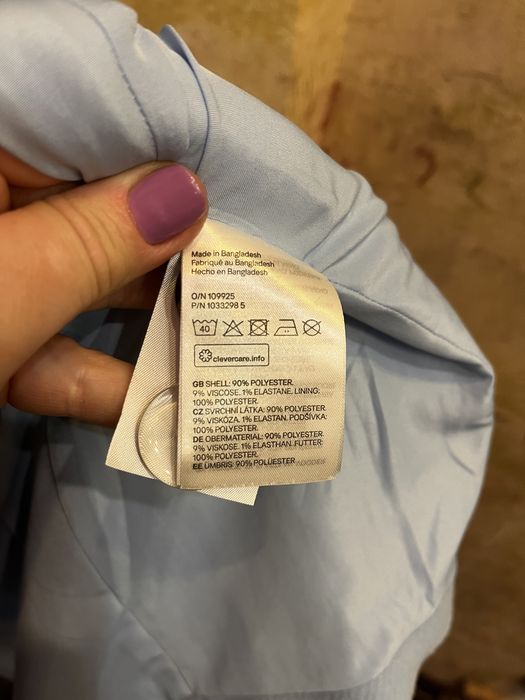 Made in Bangladesh
Fabriqué au Bangladesh
Hecho en Bangladesh
O/N 109925
P/N 1033298 5
40
clevercare.info
GB SHELL: 90% POLYESTER.
9% VISCOSE. 1% ELASTANE. LINING:
100% POLYESTER.
CZ SVRCHNÍ LÁTKA: 90% POLYESTER.
9% VISKÓZA. 1% ELASTAN. PODŠÍVKA:
100% POLYESTER.
DE OBERMATERIAL: 90% POLYESTER.
9% VISKOSE. 1% ELASTHAN. FUTTER:
100% POLYESTER.
EE ÜMBRIS: 90% POLÜESTER.